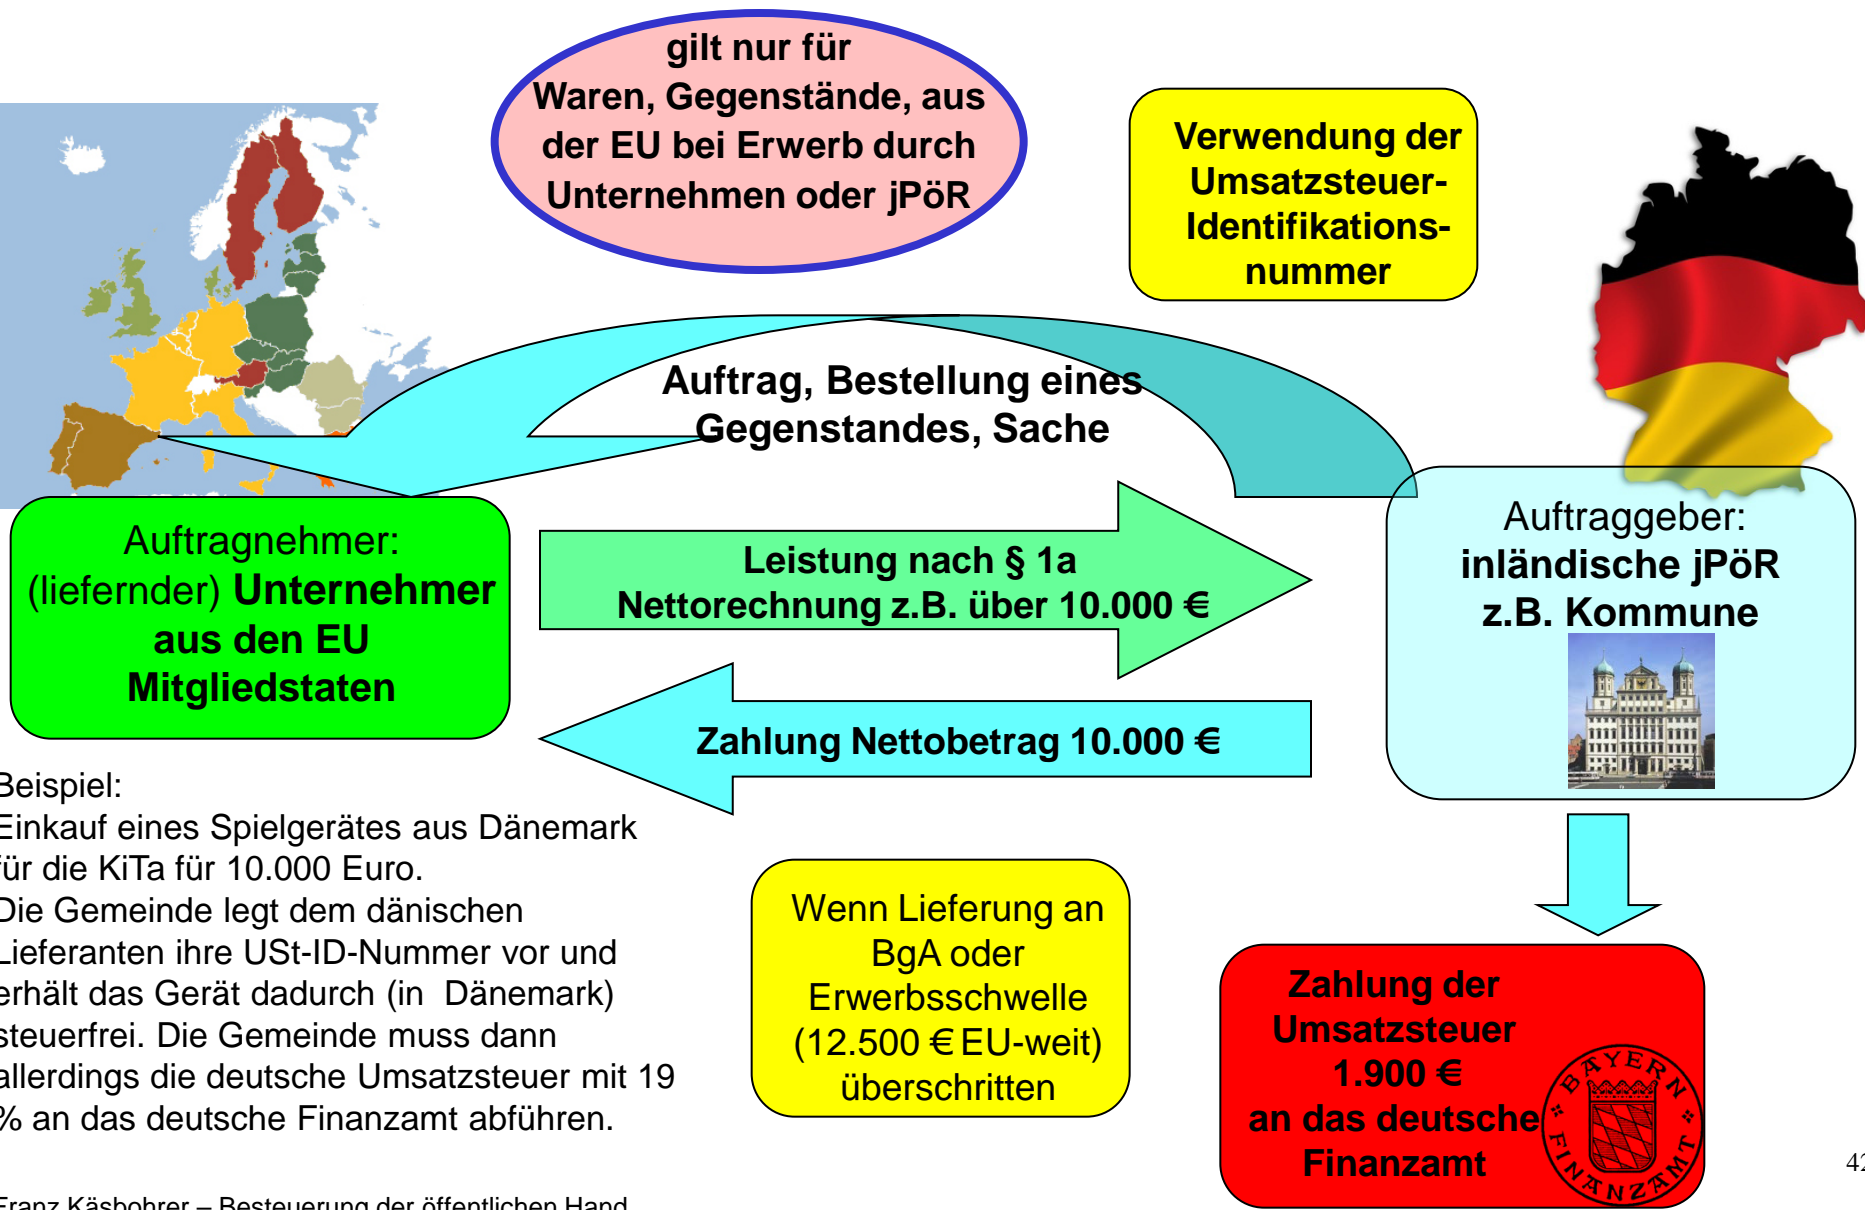 gilt nur für
Waren, Gegenstände, aus
der EU bei Erwerb durch
Unternehmen oder jPöR
Verwendung der
Umsatzsteuer-
Identifikations-
nummer
Auftrag, Bestellung eines
Gegenstandes, Sache
Auftragnehmer:
(liefernder) Unternehmer
aus den EU
Mitgliedstaten
Leistung nach § 1a
Nettorechnung z.B. über 10.000 €
Auftraggeber:
inländische jPöR
z.B. Kommune
Zahlung Nettobetrag 10.000 €
Beispiel:
Einkauf eines Spielgerätes aus Dänemark
für die KiTa für 10.000 Euro.
Die Gemeinde legt dem dänischen
Lieferanten ihre USt-ID-Nummer vor und
erhält das Gerät dadurch (in Dänemark)
steuerfrei. Die Gemeinde muss dann
allerdings die deutsche Umsatzsteuer mit 19
% an das deutsche Finanzamt abführen.
Wenn Lieferung an
BgA oder
Erwerbsschwelle
(12.500 € EU-weit)
überschritten
Zahlung der
Umsatzsteuer
1.900 €
an das deutsche
Finanzamt
BAYERN
FINANZAMT
42
Franz Käsbohrer – Besteuerung der öffentlichen Hand